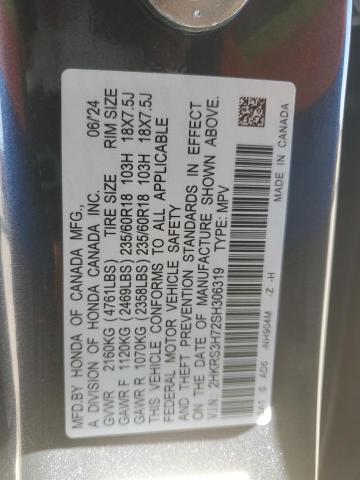 MFD.BY HONDA OF CANADA MFG., 06/24
A DIVISION OF HONDA CANADA INC.
TIRE SIZE RIM SIZE
GVWR 2160KG (4761LBS)
GAWR F 1120KG (2469LBS) 235/60R18 103H 18X7.5J
GAWR R 1070KG (2358LBS) 235/60R18 103H 18X7.5J
THIS VEHICLE CONFORMS TO ALL APPLICABLE
FEDERAL MOTOR VEHICLE SAFETY
AND THEFT PREVENTION STANDARDS IN EFFECT
ON THE DATE OF MANUFACTURE SHOWN ABOVE.
V.I.N.: 2HKRS3H72SH306319 TYPE: MPV
S AD5 NH904M -Z -H
MADE IN CANADA